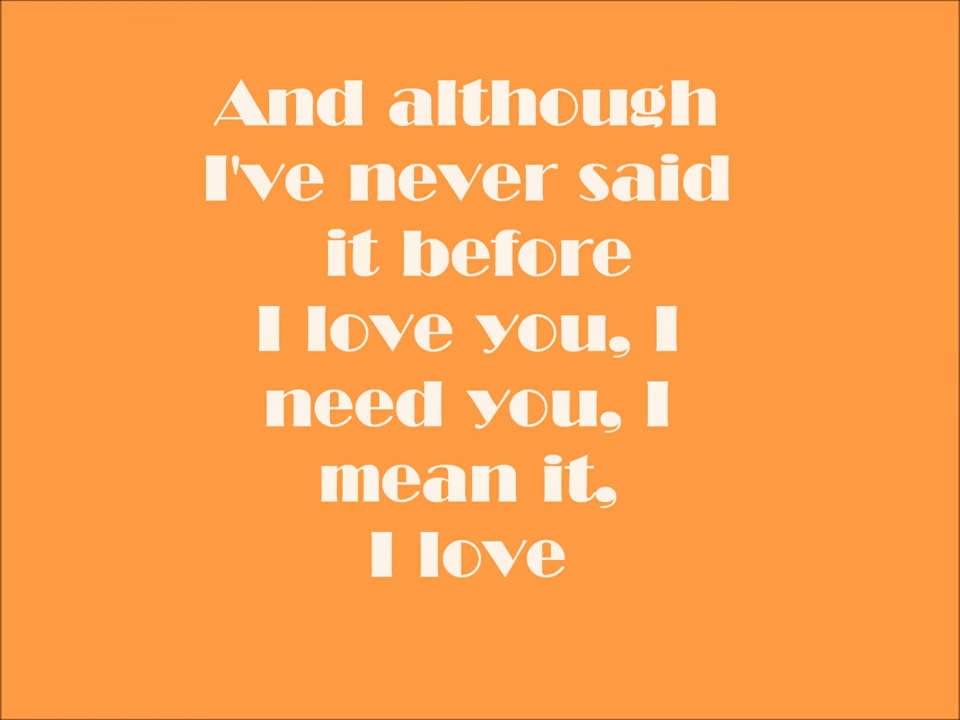 And although
I've never said
it before
I love you, I
need you, I
mean it,
I love